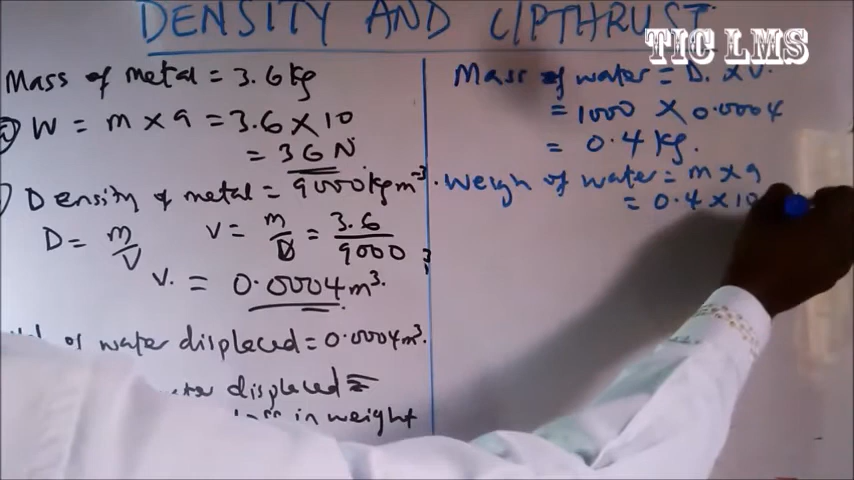 DENSITY AND UPTHRUST
TIC LMS
Mass of metal = 3.6kg
W = m x g = 3.6 x 10
= 36N
Density of metal = 9000kgm⁻³.
D = m/V V = m/D = 3.6/9000
V. = 0.0004m³.
of water displaced = 0.0004m³.
displaced =
in weight
Mass of water = D. x V.
= 1000 x 0.0004
= 0.4 kg.
Weigh of water = m x g
= 0.4 x 10